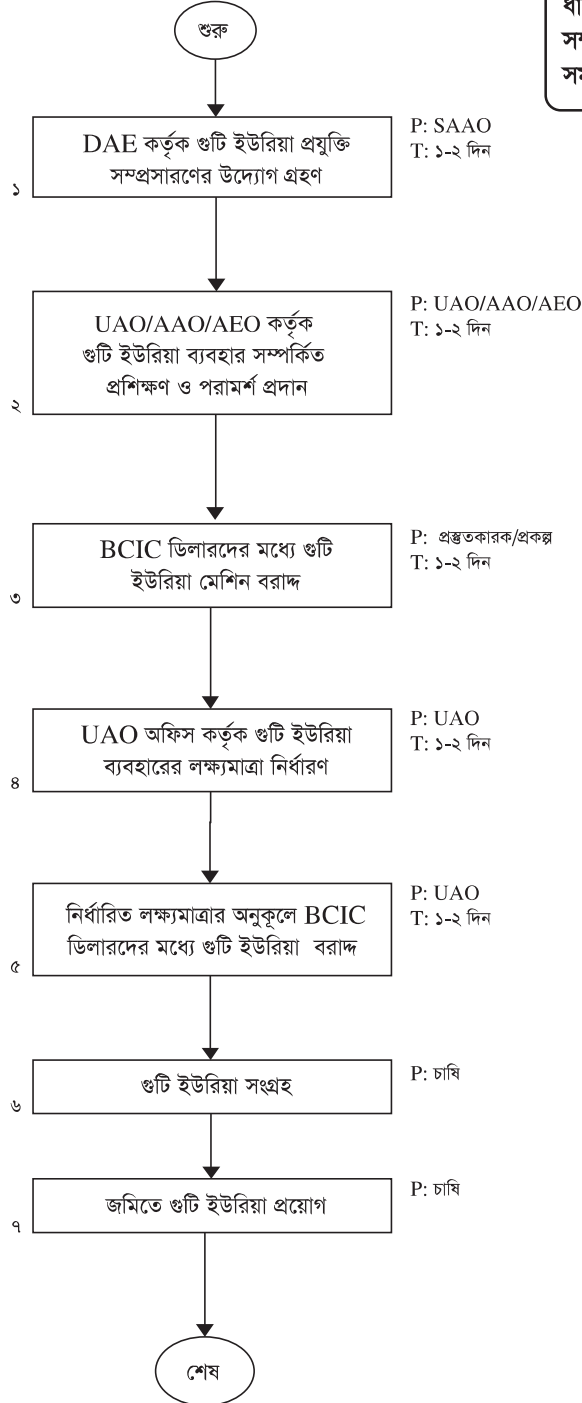 শুরু
DAE কর্তৃক গুটি ইউরিয়া প্রযুক্তি
সম্প্রসারণের উদ্যোগ গ্রহণ
P: SAAO
T: ১-২ দিন
১
UAO/AAO/AEO কর্তৃক
গুটি ইউরিয়া ব্যবহার সম্পর্কিত
প্রশিক্ষণ ও পরামর্শ প্রদান
P: UAO/AAO/AEO
T: ১-২ দিন
২
BCIC ডিলারদের মধ্যে গুটি
ইউরিয়া মেশিন বরাদ্দ
P: প্রস্তুতকারক/প্রকল্প
T: ১-২ দিন
৩
UAO অফিস কর্তৃক গুটি ইউরিয়া
ব্যবহারের লক্ষ্যমাত্রা নির্ধারণ
P: UAO
T: ১-২ দিন
৪
নির্ধারিত লক্ষ্যমাত্রার অনুকূলে BCIC
ডিলারদের মধ্যে গুটি ইউরিয়া বরাদ্দ
P: UAO
T: ১-২ দিন
৫
গুটি ইউরিয়া সংগ্রহ
P: চাষি
৬
জমিতে গুটি ইউরিয়া প্রয়োগ
P: চাষি
৭
শেষ